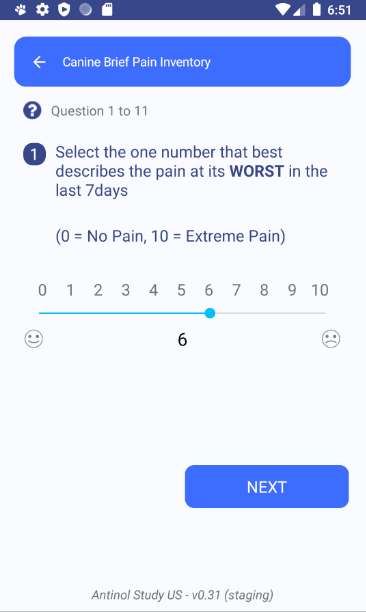 6:51
Canine Brief Pain Inventory
Question 1 to 11
1 Select the one number that best
describes the pain at its WORST in the
last 7days
(0 = No Pain, 10 = Extreme Pain)
0 1 2 3 4 5 6 7 8 9 10
6
NEXT
Antinol Study US - v0.31 (staging)